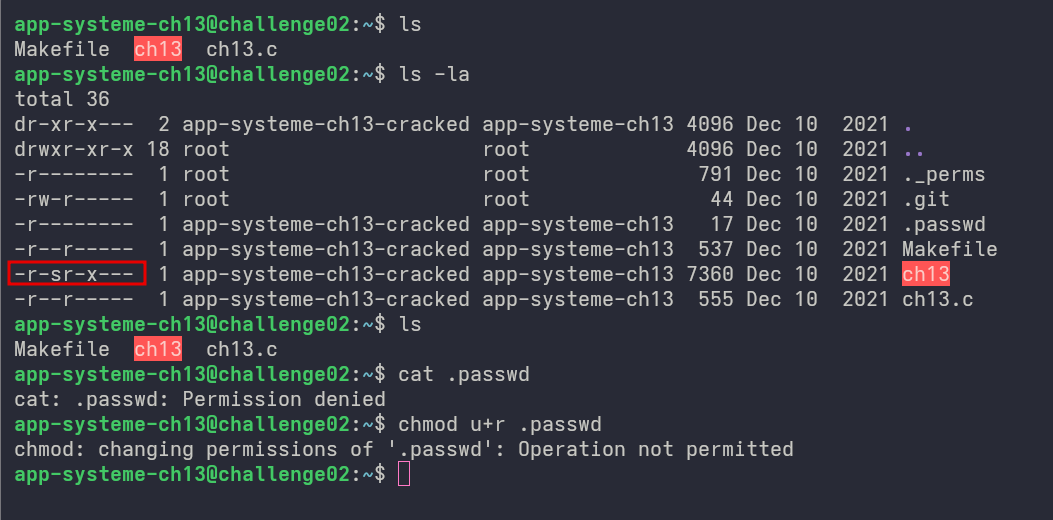 app-systeme-ch13@challenge02:~$ ls
Makefile  ch13  ch13.c
app-systeme-ch13@challenge02:~$ ls -la
total 36
dr-xr-x---  2 app-systeme-ch13-cracked app-systeme-ch13 4096 Dec 10  2021 .
drwxr-xr-x 18 root                     root             4096 Dec 10  2021 ..
-r--------  1 root                     root              791 Dec 10  2021 ._perms
-rw-r-----  1 root                     root               44 Dec 10  2021 .git
-r--------  1 app-systeme-ch13-cracked app-systeme-ch13   17 Dec 10  2021 .passwd
-r--r-----  1 app-systeme-ch13-cracked app-systeme-ch13  537 Dec 10  2021 Makefile
-r-sr-x---  1 app-systeme-ch13-cracked app-systeme-ch13 7360 Dec 10  2021 ch13
-r--r-----  1 app-systeme-ch13-cracked app-systeme-ch13  555 Dec 10  2021 ch13.c
app-systeme-ch13@challenge02:~$ ls
Makefile  ch13  ch13.c
app-systeme-ch13@challenge02:~$ cat .passwd
cat: .passwd: Permission denied
app-systeme-ch13@challenge02:~$ chmod u+r .passwd
chmod: changing permissions of '.passwd': Operation not permitted
app-systeme-ch13@challenge02:~$